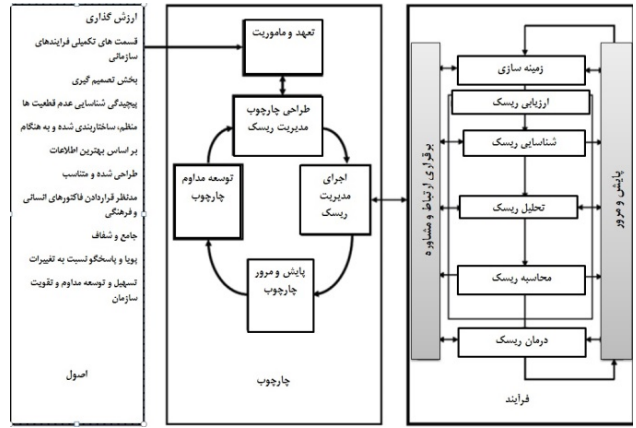 ارزش گذاری
قسمت های تکمیلی فرایندهای
سازمانی
بخش تصمیم گیری
پیچیدگی شناسایی عدم قطعیت ها
منظم، ساختاربندی شده و به هنگام
بر اساس بهترین اطلاعات
طراحی شده و متناسب
مدنظر قراردادن فاکتورهای انسانی
و فرهنگی
جامع و شفاف
پویا و پاسخگو نسبت به تغییرات
تسهیل و توسعه مداوم و تقویت
سازمان
اصول
تعهد و ماموریت
طراحی چارچوب
مدیریت ریسک
توسعه مداوم
چارچوب
اجرای
مدیریت
ریسک
پایش و مرور
چارچوب
چارچوب
برقراری ارتباط و مشاوره
زمینه سازی
ارزیابی ریسک
شناسایی ریسک
تحلیل ریسک
محاسبه ریسک
درمان ریسک
پایش و مرور
فرآیند